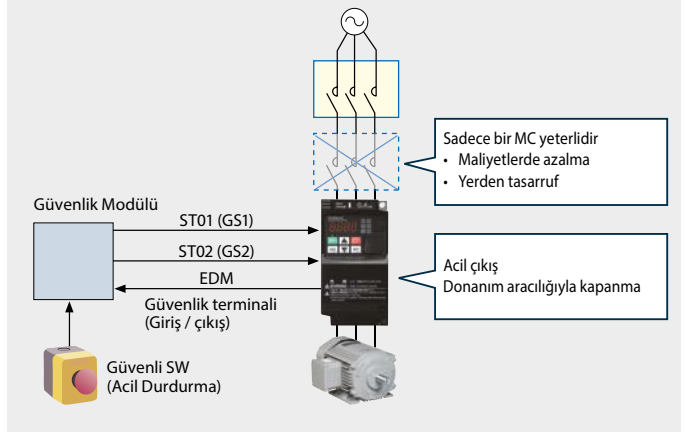 Sadece bir MC yeterlidir
• Maliyetlerde azalma
• Yerden tasarruf
Güvenlik Modülü
ST01 (GS1)
ST02 (GS2)
EDM
Güvenlik terminali
(Giriş / çıkış)
Acil çıkış
Donanım aracılığıyla kapanma
Güvenli SW
(Acil Durdurma)